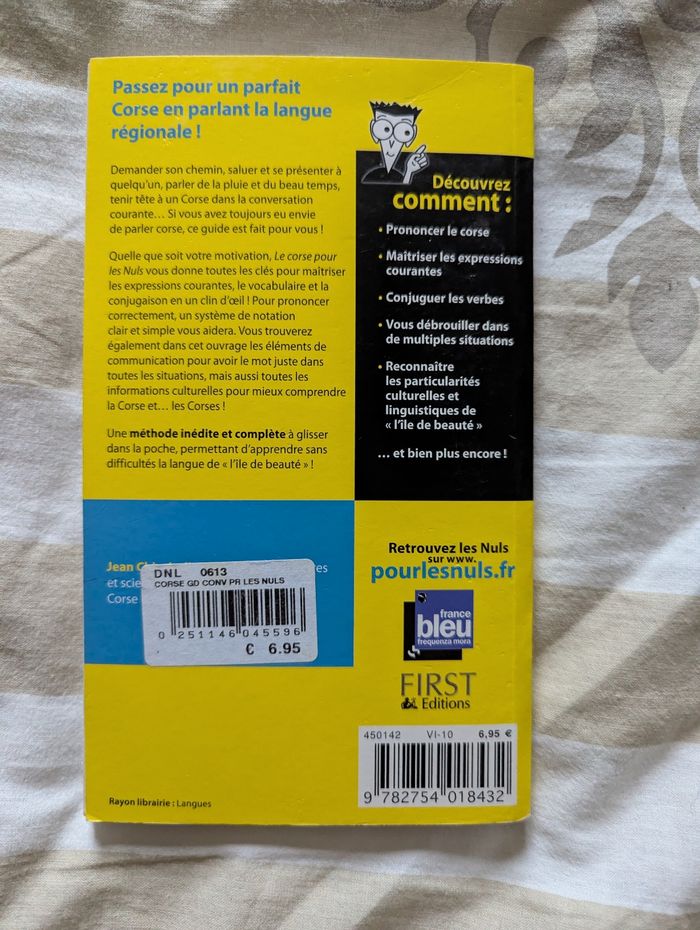 Passez pour un parfait
Corse en parlant la langue
régionale !
Demander son chemin, saluer et se présenter à
quelqu'un, parler de la pluie et du beau temps,
tenir tête à un Corse dans la conversation
courante... Si vous avez toujours eu envie
de parler corse, ce guide est fait pour vous !
Quelle que soit votre motivation, Le corse pour
les Nuls vous donne toutes les clés pour maîtriser
les expressions courantes, le vocabulaire et la
conjugaison en un clin d'œil ! Pour prononcer
correctement, un système de notation
clair et simple vous aidera. Vous trouverez
également dans cet ouvrage les éléments de
communication pour avoir le mot juste dans
toutes les situations, mais aussi toutes les
informations culturelles pour mieux comprendre
la Corse et... les Corses !
Une méthode inédite et complète à glisser
dans la poche, permettant d'apprendre sans
difficultés la langue de « l'île de beauté » !
Découvrez
comment :
• Prononcer le corse
• Maîtriser les expressions
courantes
• Conjuguer les verbes
• Vous débrouiller dans
de multiples situations
• Reconnaître
les particularités
culturelles et
linguistiques de
« l'île de beauté »
... et bien plus encore !
Jean
et
Corse
DNL 0613
CORSE GD CONV PR LES NULS
0 251146 045596
€ 6.95
Retrouvez les Nuls
sur www.
pourlesnuls.fr
france
bleu
frequenza mora
FIRST
Editions
450142 VI-10 6,95 €
9 782754 018432
Rayon librairie : Langues